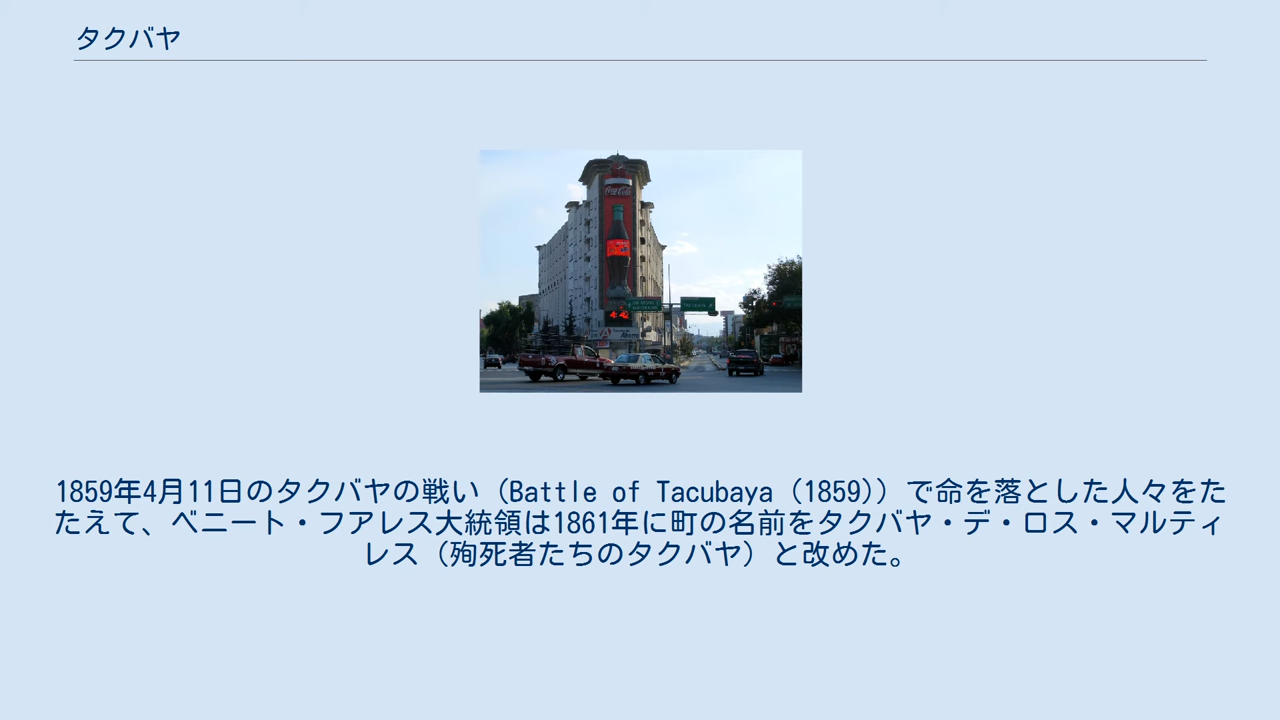 タクバヤ
Coca-Cola
4:42
1859年4月11日のタクバヤの戦い（Battle of Tacubaya (1859)）で命を落とした人々をた
たえて、ベニート・フアレス大統領は1861年に町の名前をタクバヤ・デ・ロス・マルティ
レス（殉死者たちのタクバヤ）と改めた。